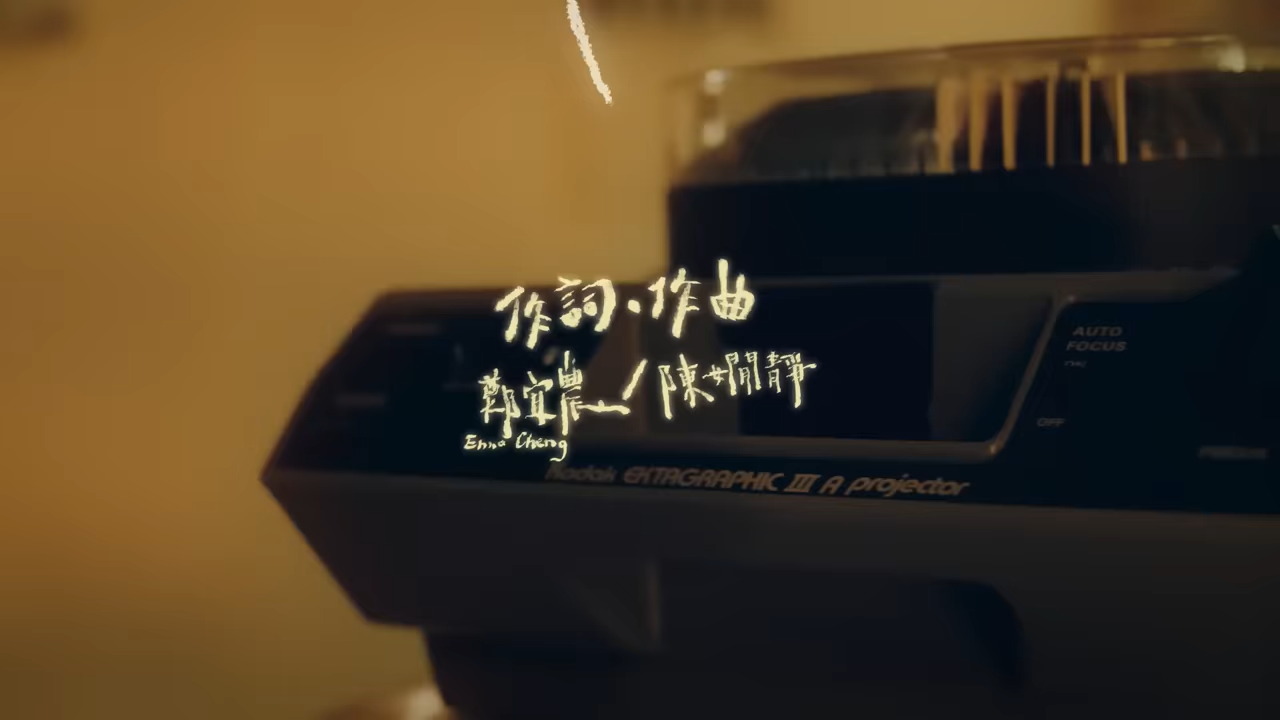 作詞・作曲
鄭宜農/陳嫺靜
Enno Cheng
AUTO
FOCUS
OFF
Kodak EKTAGRAPHIC III A projector